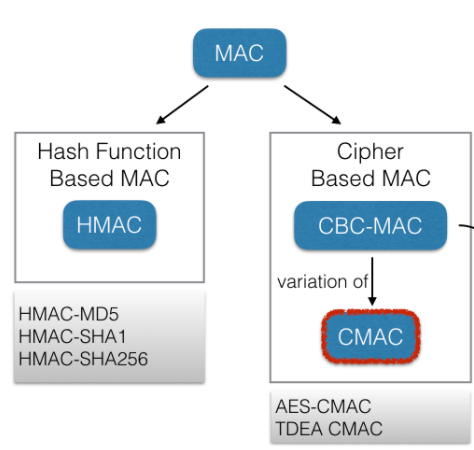 MAC
Hash Function
Based MAC
HMAC
HMAC-MD5
HMAC-SHA1
HMAC-SHA256
Cipher
Based MAC
CBC-MAC
variation of
CMAC
AES-CMAC
TDEA CMAC